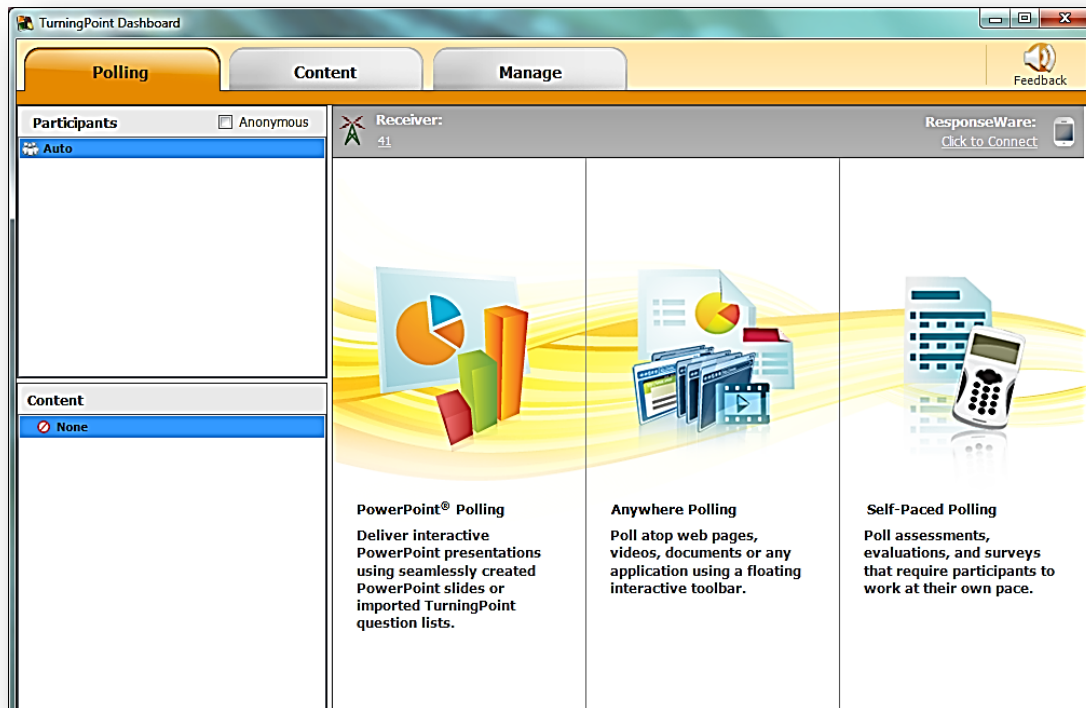 TurningPoint Dashboard
Polling
Content
Manage
Feedback
Participants
Anonymous
Auto
Receiver:
41
ResponseWare:
Click to Connect
Content
None
PowerPoint® Polling
Deliver interactive
PowerPoint presentations
using seamlessly created
PowerPoint slides or
imported TurningPoint
question lists.
Anywhere Polling
Poll atop web pages,
videos, documents or any
application using a floating
interactive toolbar.
Self-Paced Polling
Poll assessments,
evaluations, and surveys
that require participants to
work at their own pace.